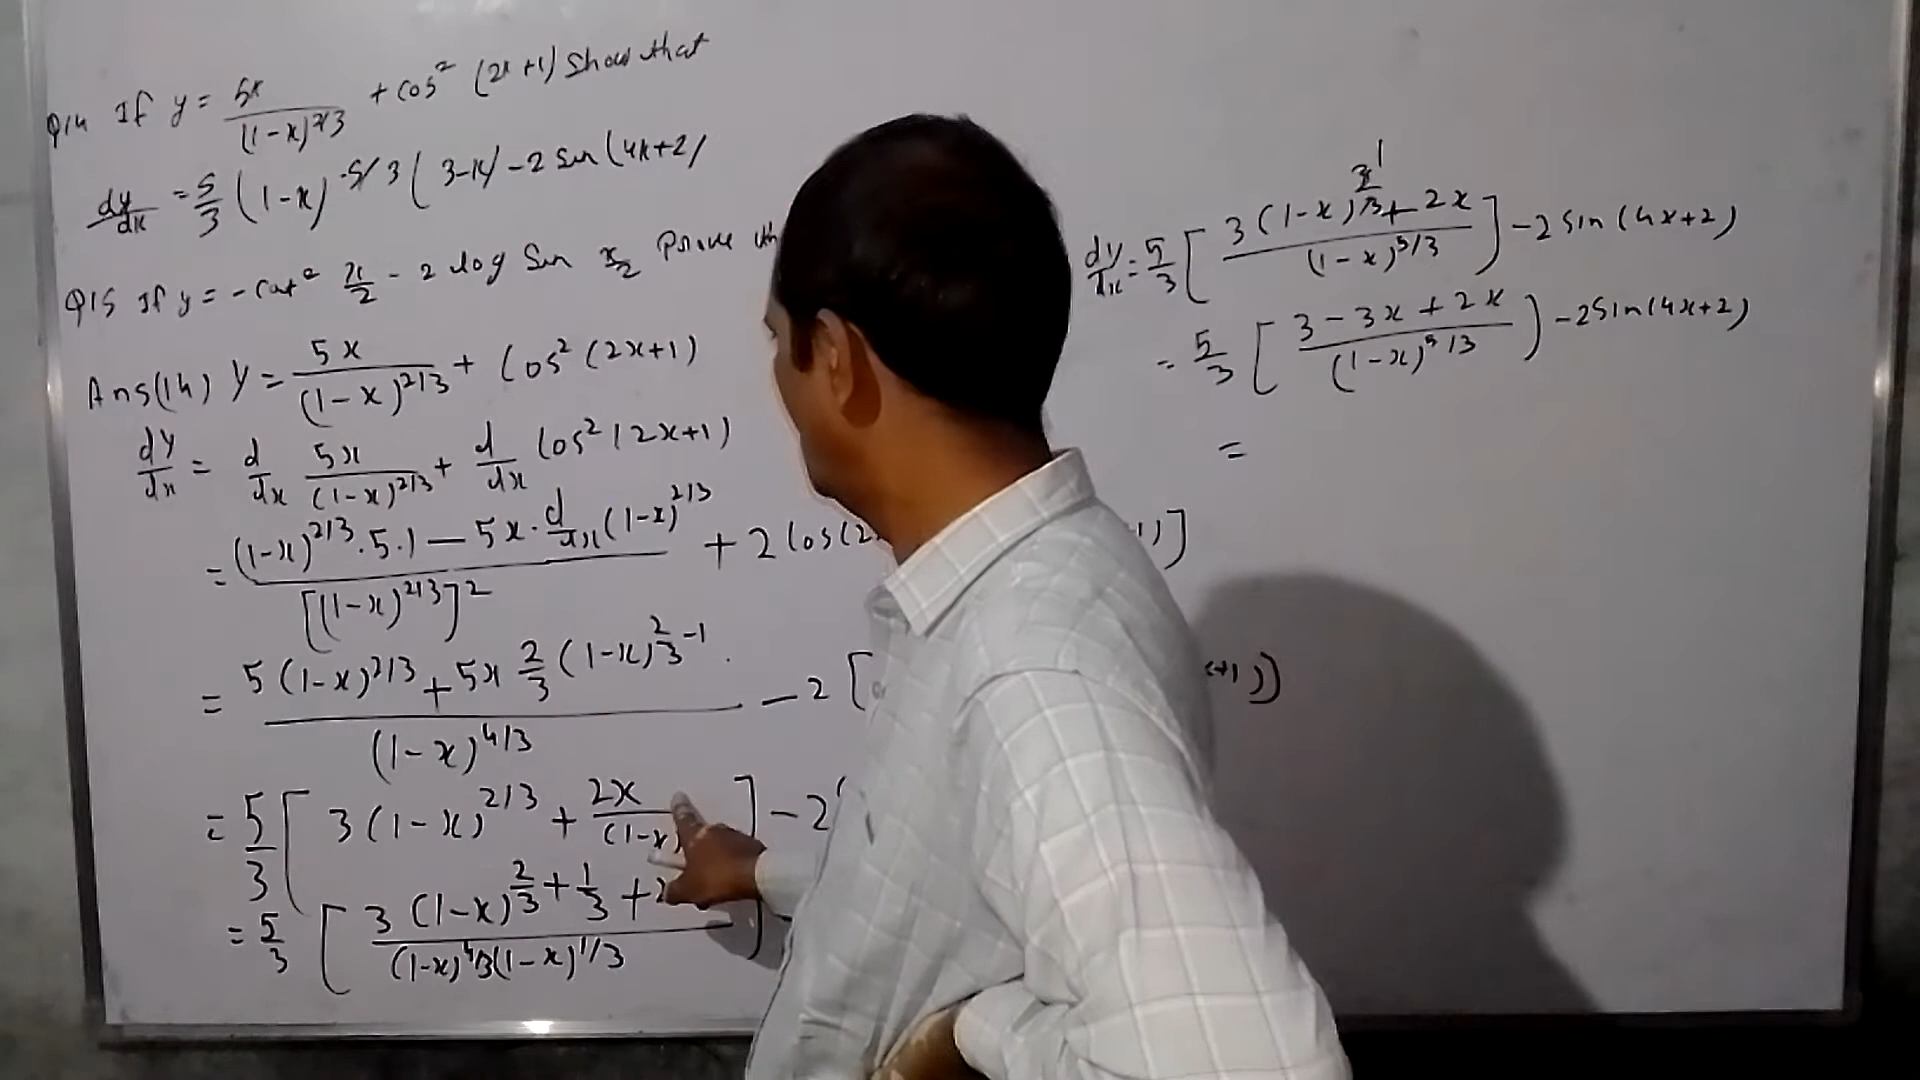 Q14 If y = 5x / (1-x)^2/3 + cos² (2x+1) Show that
dy/dx = 5/3 (1-x)^-5/3 (3-x) - 2 Sin (4x+2)
Q15 If y = - cot² x/2 - 2 log Sin x/2 Prove th
Ans(14) y = 5x / (1-x)^2/3 + Cos² (2x+1)
dy/dx = d/dx 5x / (1-x)^2/3 + d/dx Cos² (2x+1)
= (1-x)^2/3 . 5.1 - 5x . d/dx (1-x)^2/3 / [(1-x)^2/3]² + 2 Cos(2 1)]
= 5 (1-x)^2/3 + 5x 2/3 (1-x)^2/3-1 . / (1-x)^4/3 - 2 [ x+1)]
= 5/3 [ 3 (1-x)^2/3 + 2x / (1-x) ] - 2
= 5/3 [ 3 (1-x)^2/3+1/3 + 2 / (1-x)^4/3 (1-x)^1/3 ]
dy/dx = 5/3 [ 3 (1-x)^3/3 1 + 2x / (1-x)^5/3 ] - 2 Sin (4x+2)
= 5/3 [ 3 - 3x + 2x / (1-x)^5/3 ) - 2 Sin (4x+2)
=